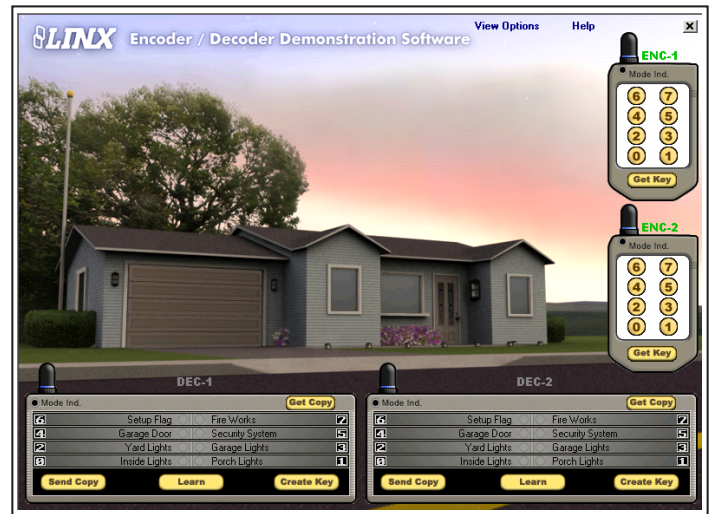 LINX Encoder / Decoder Demonstration Software
View Options Help X
ENC-1
Mode Ind.
6 7
4 5
2 3
0 1
Get Key
ENC-2
Mode Ind.
6 7
4 5
2 3
0 1
Get Key
DEC-1
Mode Ind. Get Copy
6 Setup Flag Fire Works 7
4 Garage Door Security System 5
2 Yard Lights Garage Lights 3
0 Inside Lights Porch Lights 1
Send Copy Learn Create Key
DEC-2
Mode Ind. Get Copy
6 Setup Flag Fire Works 7
4 Garage Door Security System 5
2 Yard Lights Garage Lights 3
0 Inside Lights Porch Lights 1
Send Copy Learn Create Key